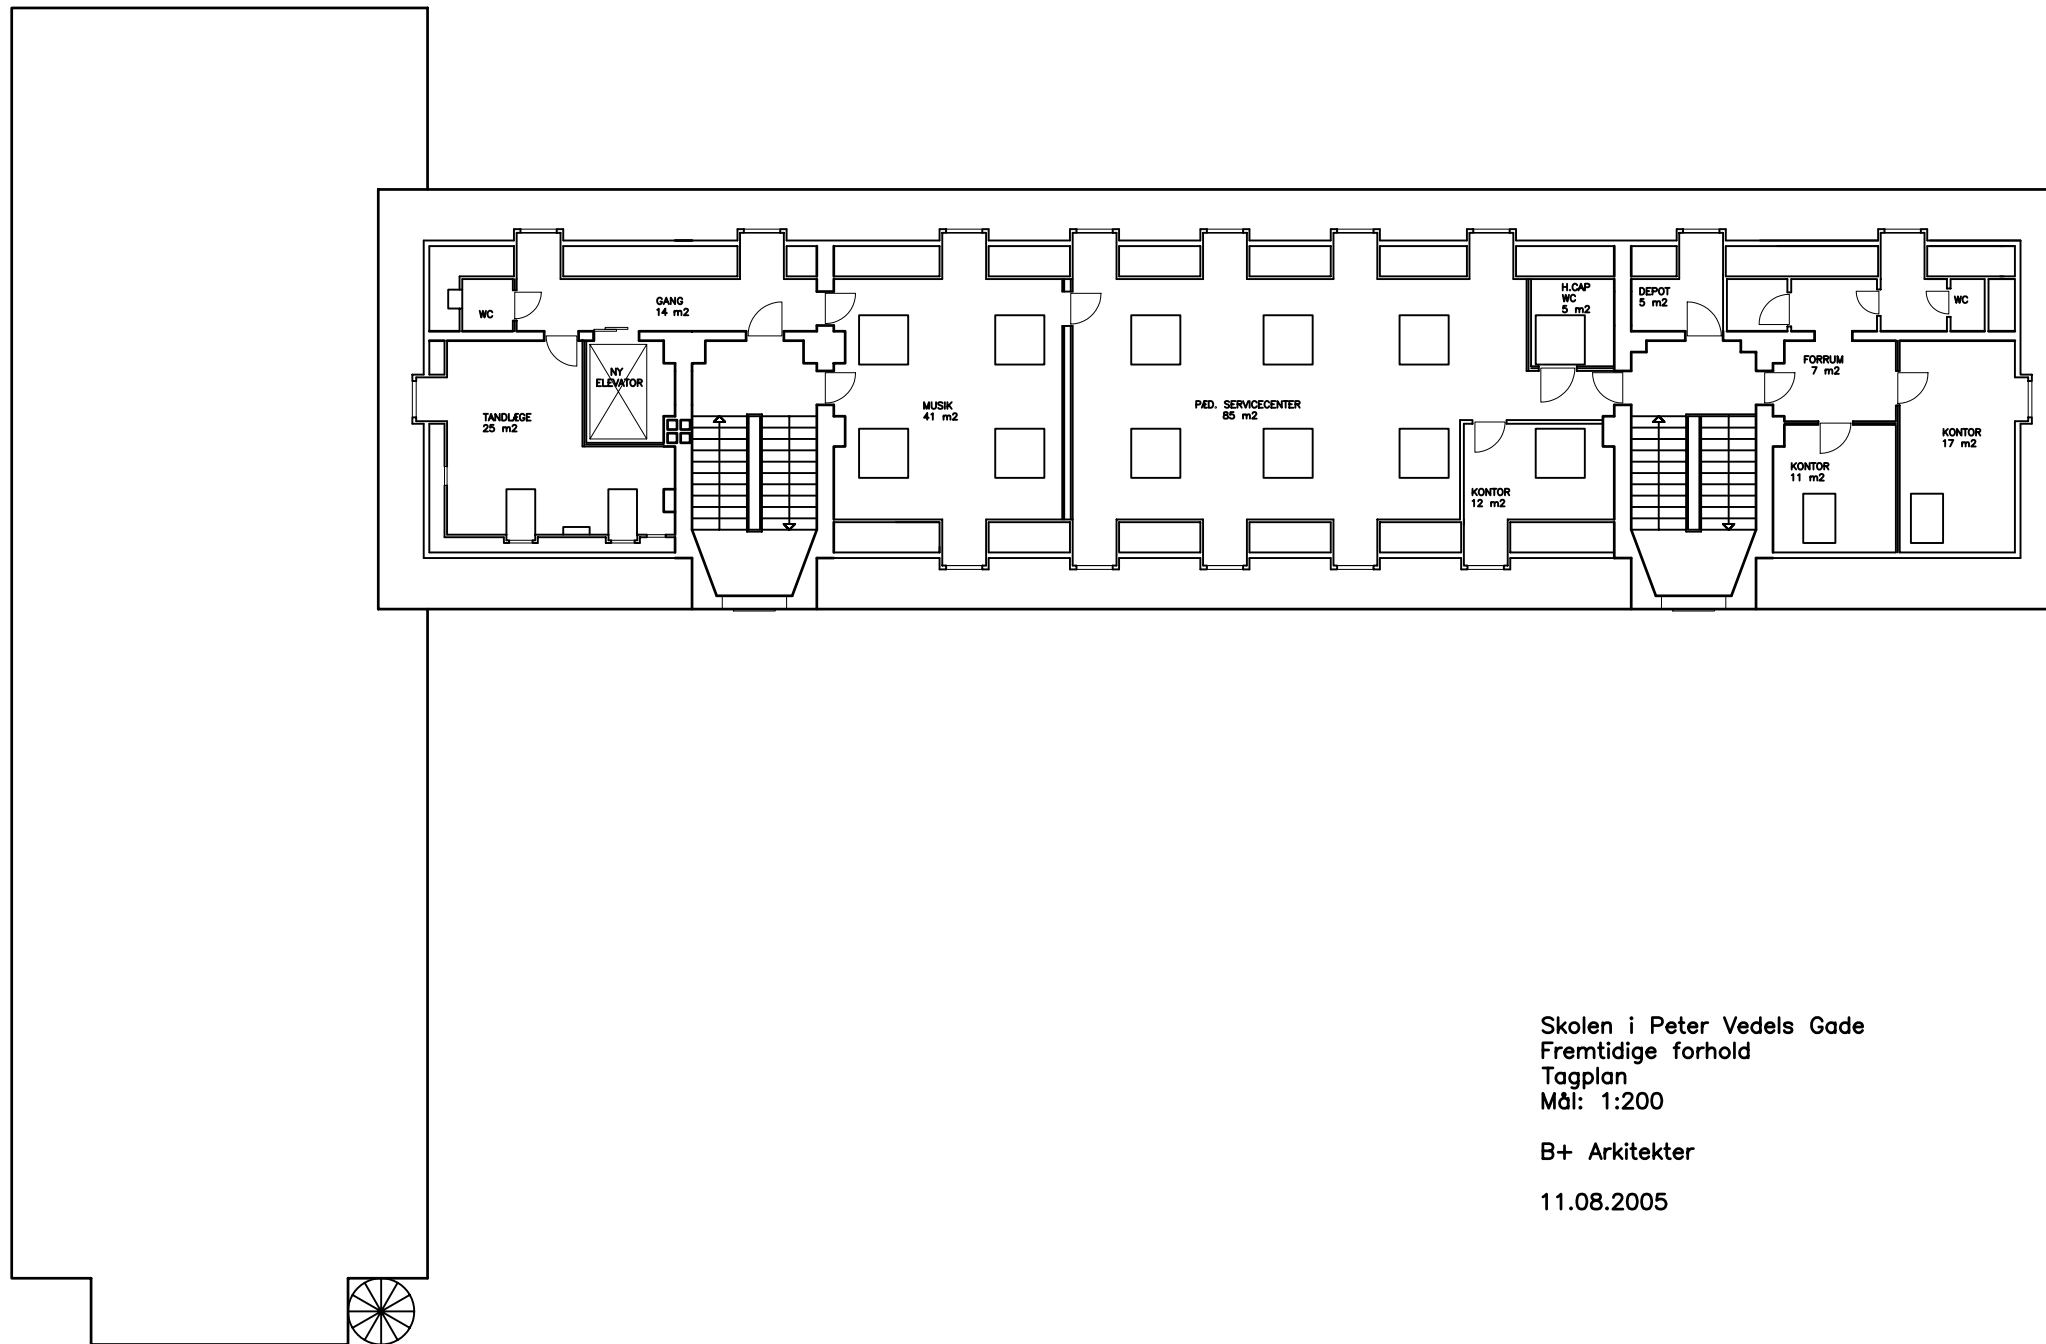 WC
GANG
14 m2
NY
ELEVATOR
TANDLÆGE
25 m2
MUSIK
41 m2
PÆD. SERVICECENTER
85 m2
H.CAP
WC
5 m2
KONTOR
12 m2
DEPOT
5 m2
WC
FORRUM
7 m2
KONTOR
11 m2
KONTOR
17 m2
Skolen i Peter Vedels Gade
Fremtidige forhold
Tagplan
Mål: 1:200
B+ Arkitekter
11.08.2005